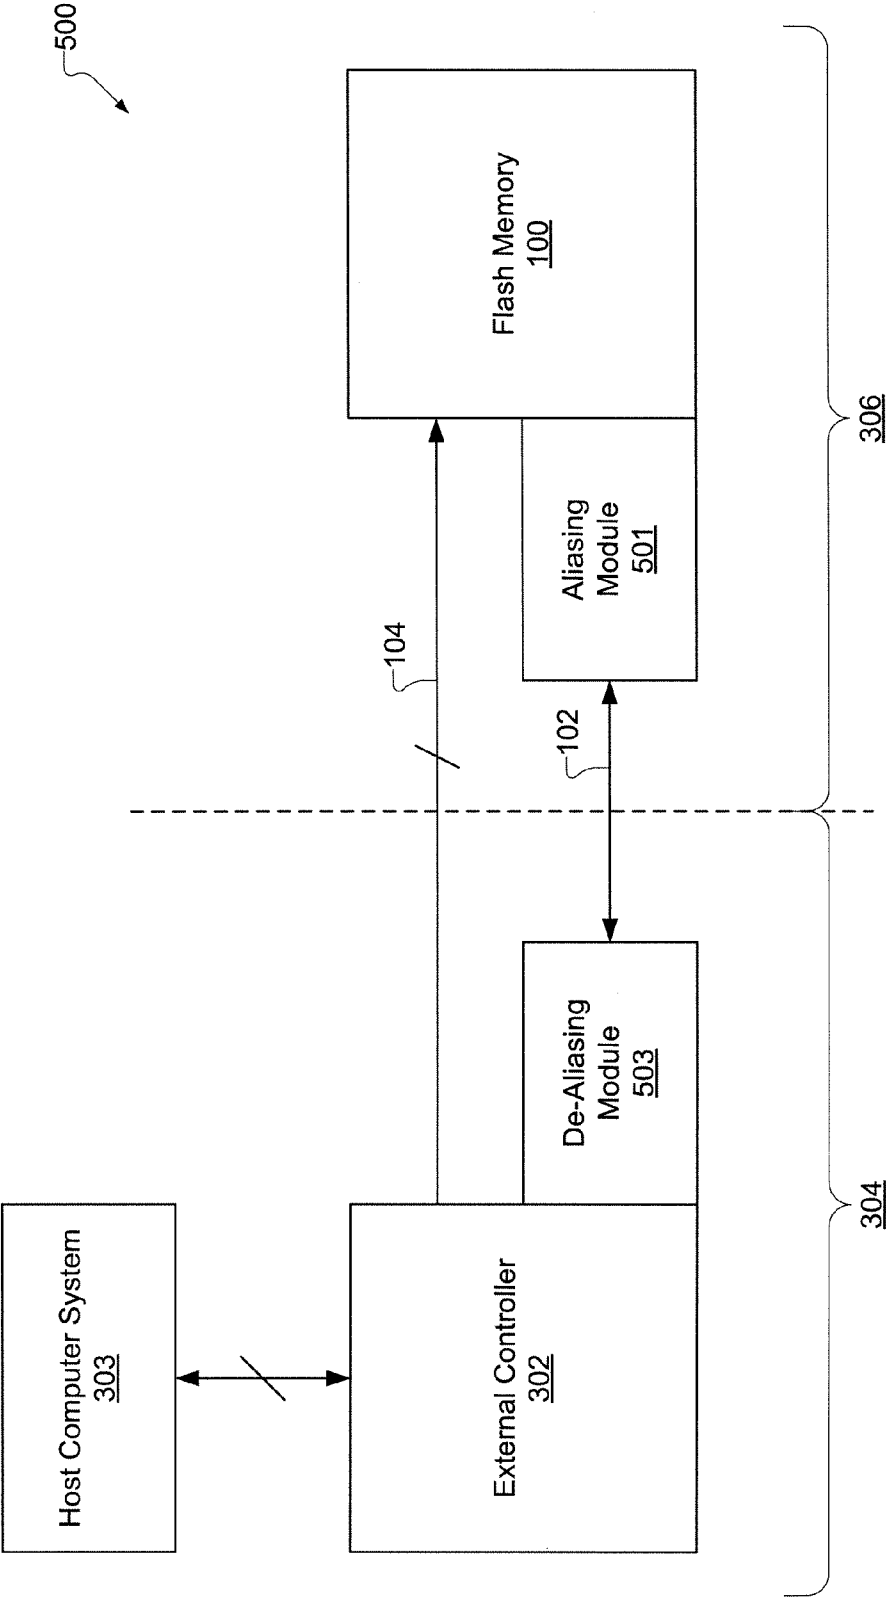 500
Host Computer System
303
External Controller
302
De-Aliasing
Module
503
104
102
Aliasing
Module
501
Flash Memory
100
304
306